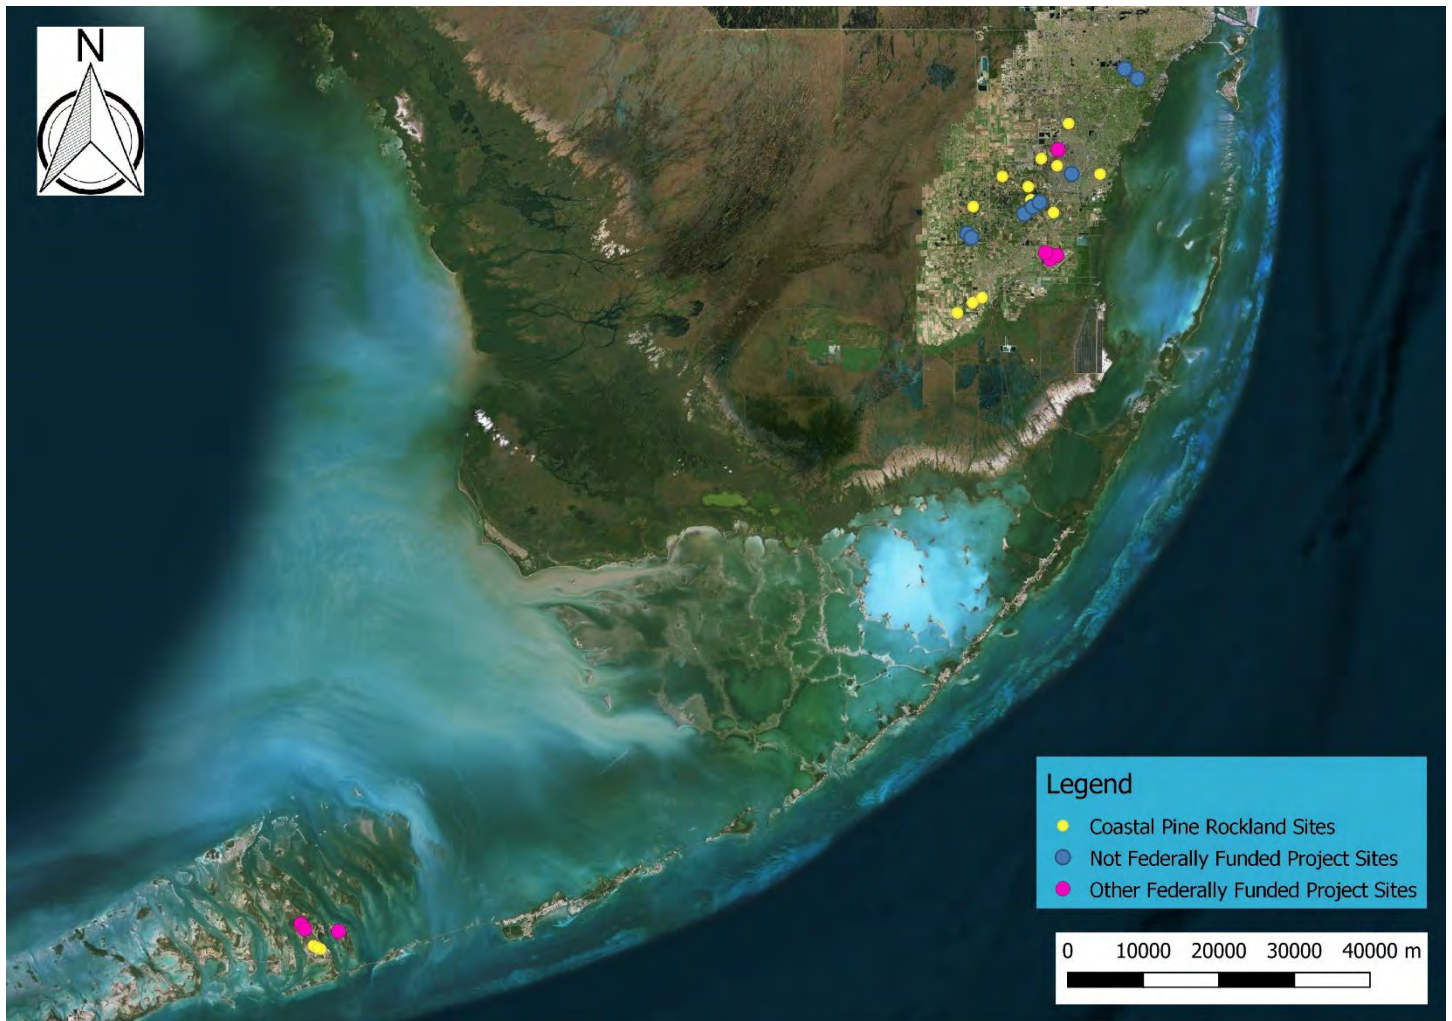 N
Legend
Coastal Pine Rockland Sites
Not Federally Funded Project Sites
Other Federally Funded Project Sites
0 10000 20000 30000 40000 m